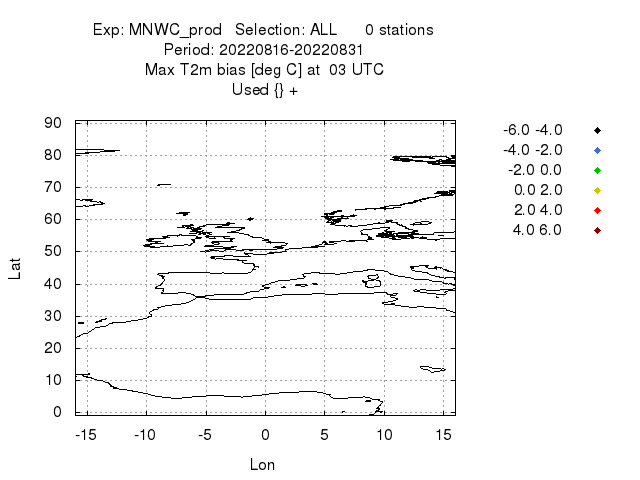 Exp: MNWC_prod   Selection: ALL      0 stations
Period: 20220816-20220831
Max T2m bias [deg C] at  03 UTC
Used {} +
90
80
70
60
50
40
30
20
10
0
Lat
-15 -10 -5 0 5 10 15
Lon
-6.0 -4.0
-4.0 -2.0
-2.0 0.0
0.0 2.0
2.0 4.0
4.0 6.0